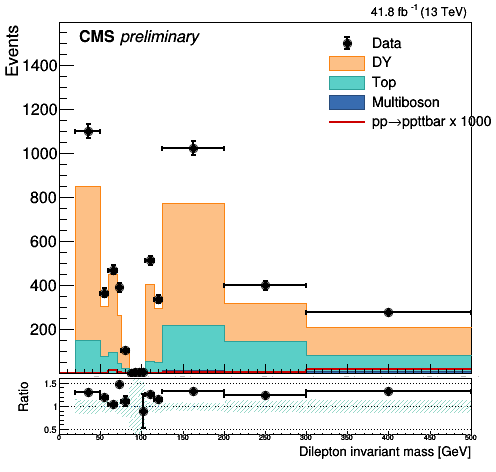 41.8 fb⁻¹ (13 TeV)
CMS preliminary
Events
1400
1200
1000
800
600
400
200
Data
DY
Top
Multiboson
pp→ppttbar x 1000
Ratio
1.5
1
0.5
0 50 100 150 200 250 300 350 400 450 500
Dilepton invariant mass [GeV]